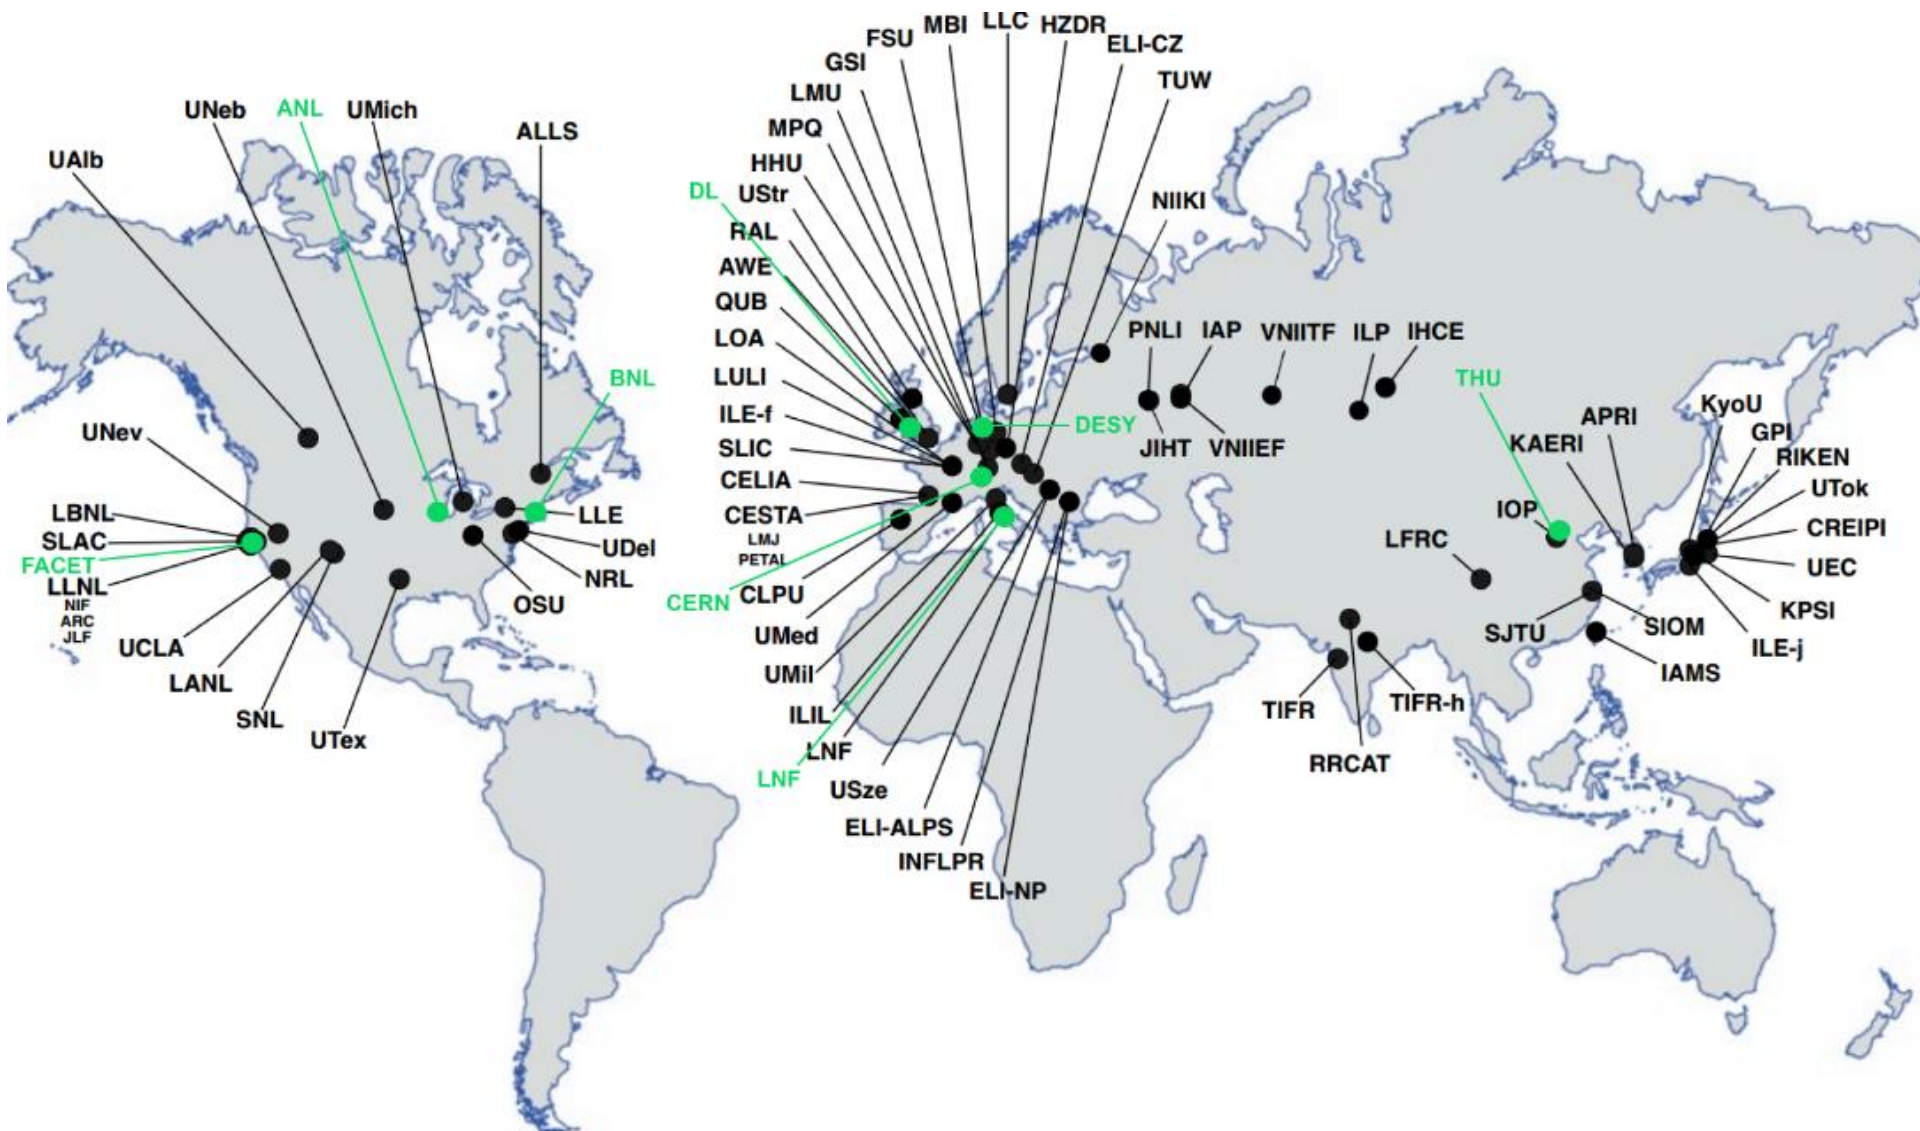 UAlb
UNeb
ANL
UMich
ALLS
BNL
UNev
LBNL
SLAC
FACET
LLNL
NIF
ARC
JLF
UCLA
LANL
SNL
UTex
OSU
NRL
UDel
LLE
DL
UStr
HHU
MPQ
LMU
GSI
FSU
MBI
LLC
HZDR
ELI-CZ
TUW
NIIKI
RAL
AWE
QUB
LOA
LULI
ILE-f
SLIC
CELIA
CESTA
LMJ
PETAL
CERN
CLPU
UMed
UMil
ILIL
LNF
LNF
USze
ELI-ALPS
INFLPR
ELI-NP
DESY
PNLI
IAP
VNIITF
ILP
IHCE
JIHT
VNIIEF
THU
IOP
LFRC
KAERI
APRI
KyoU
GPI
RIKEN
UTok
CREIPI
UEC
KPSI
ILE-j
SJTU
SIOM
IAMS
TIFR
TIFR-h
RRCAT